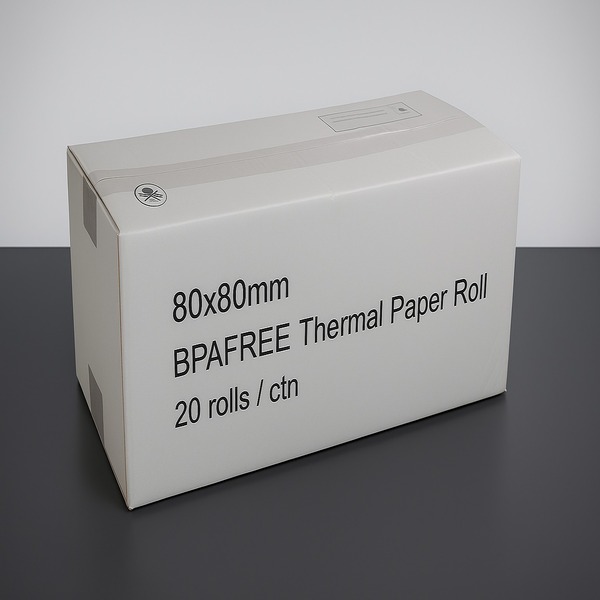 80x80mm
BPAFREE Thermal Paper Roll
20 rolls / ctn